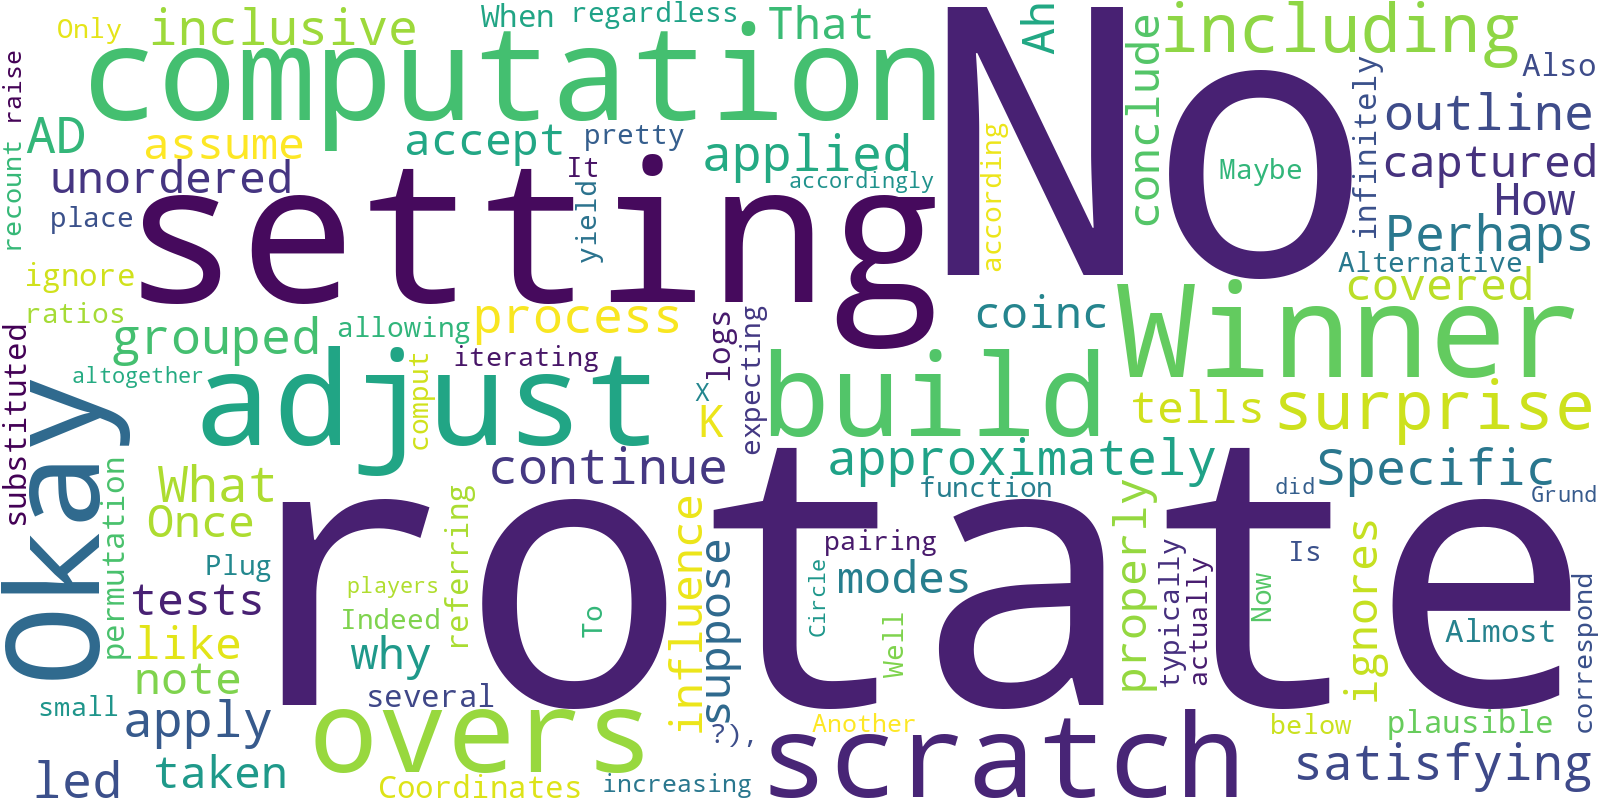 Only
inclusive
When
regardless
That
Ah
No
conclude
including
Also
raise
computation
infinitely
outline
AD
assume
accept
pretty
applied
according
Maybe
captured
recount
unordered
setting
It
accordingly
How
place
yield
Perhaps
Alternative
ignore
process
coinc
Winner
covered
ratios
grouped
allowing
logs
expecting
substituted
altogether
iterating
adjust
comput
X
K
build
tells
surprise
okay
continue
approximately
Specific
permutation
What
referring
rotate
function
did
Grund
Once
influence
suppose
pairing
properly
typically
actually
Is
ignores
Plug
tests
players
To
Circle
modes
Now
correspond
like
Indeed
why
Well
Almost
note
several
small
apply
overs
?),
Another
scratch
below
plausible
led
taken
Coordinates
increasing
satisfying